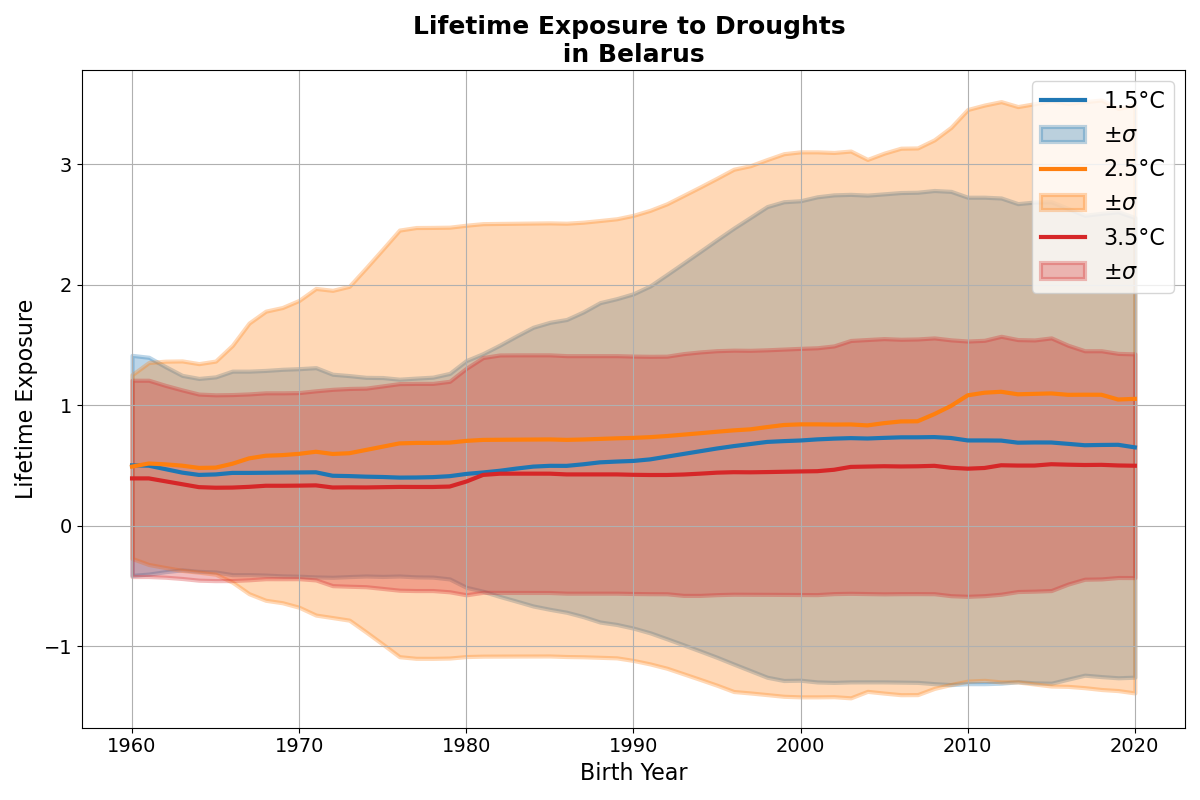 Lifetime Exposure to Droughts
in Belarus
Lifetime Exposure
3
2
1
0
−1
1.5°C
±σ
2.5°C
±σ
3.5°C
±σ
1960
1970
1980
1990
2000
2010
2020
Birth Year